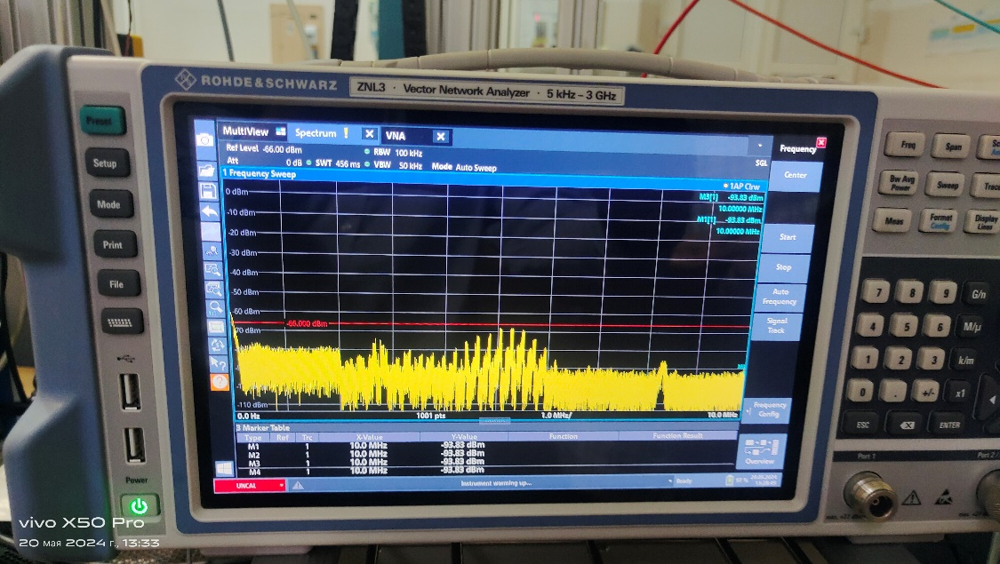 ROHDE & SCHWARZ
ZNL3 · Vector Network Analyzer · 5 kHz – 3 GHz
Preset
Setup
Mode
Print
File
Power
MultiView
Spectrum
VNA
Ref Level -66.00 dBm
RBW 100 kHz
Att 0 dB SWT 456 ms VBW 50 kHz Mode Auto Sweep
SGL
1 Frequency Sweep
1AP Clrw
M3[1] -93.83 dBm
10.00000 MHz
M1[1] -93.83 dBm
10.00000 MHz
0 dBm
-10 dBm
-20 dBm
-30 dBm
-40 dBm
-50 dBm
-60 dBm
-66.000 dBm
-70 dBm
-110 dBm
0.0 Hz 1001 pts 1.0 MHz/ 10.0 MHz
3 Marker Table
Type Ref Trc X-Value Y-Value Function Function Result
M1 1 10.0 MHz -93.83 dBm
M2 1 10.0 MHz -93.83 dBm
M3 1 10.0 MHz -93.83 dBm
M4 1 10.0 MHz -93.83 dBm
UNCAL
Instrument warming up...
Ready
Frequency
Center
Start
Stop
Auto
Frequency
Signal
Track
Frequency
Config
Overview
Freq
Span
Bw Avg
Power
Sweep
Trace
Meas
Format
Config
Display
Lines
7 8 9 G/n
4 5 6 M/μ
1 2 3 k/m
0 . +/- x1
ESC
ENTER
Port 1
Port 2
vivo X50 Pro
20 мая 2024 г., 13:33